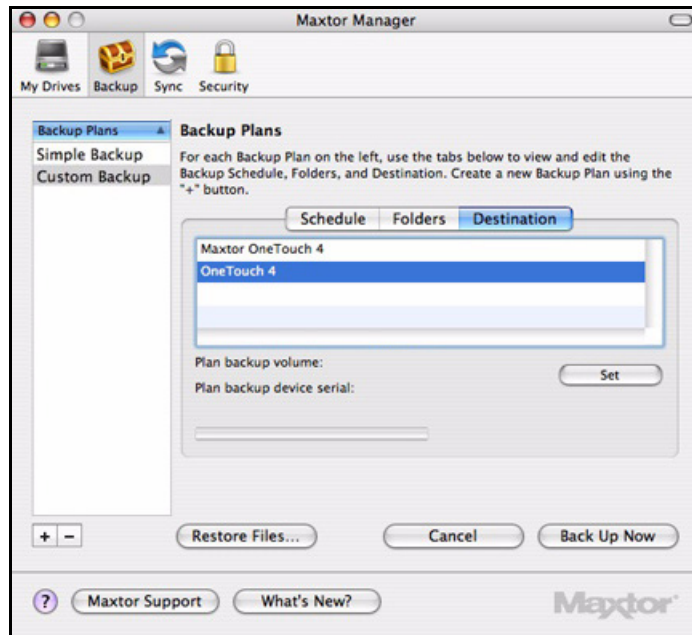 Maxtor Manager
My Drives Backup Sync Security
Backup Plans
Simple Backup
Custom Backup
Backup Plans
For each Backup Plan on the left, use the tabs below to view and edit the
Backup Schedule, Folders, and Destination. Create a new Backup Plan using the
"+" button.
Schedule Folders Destination
Maxtor OneTouch 4
OneTouch 4
Plan backup volume:
Set
Plan backup device serial:
+ − Restore Files... Cancel Back Up Now
? Maxtor Support What's New? Maxtor